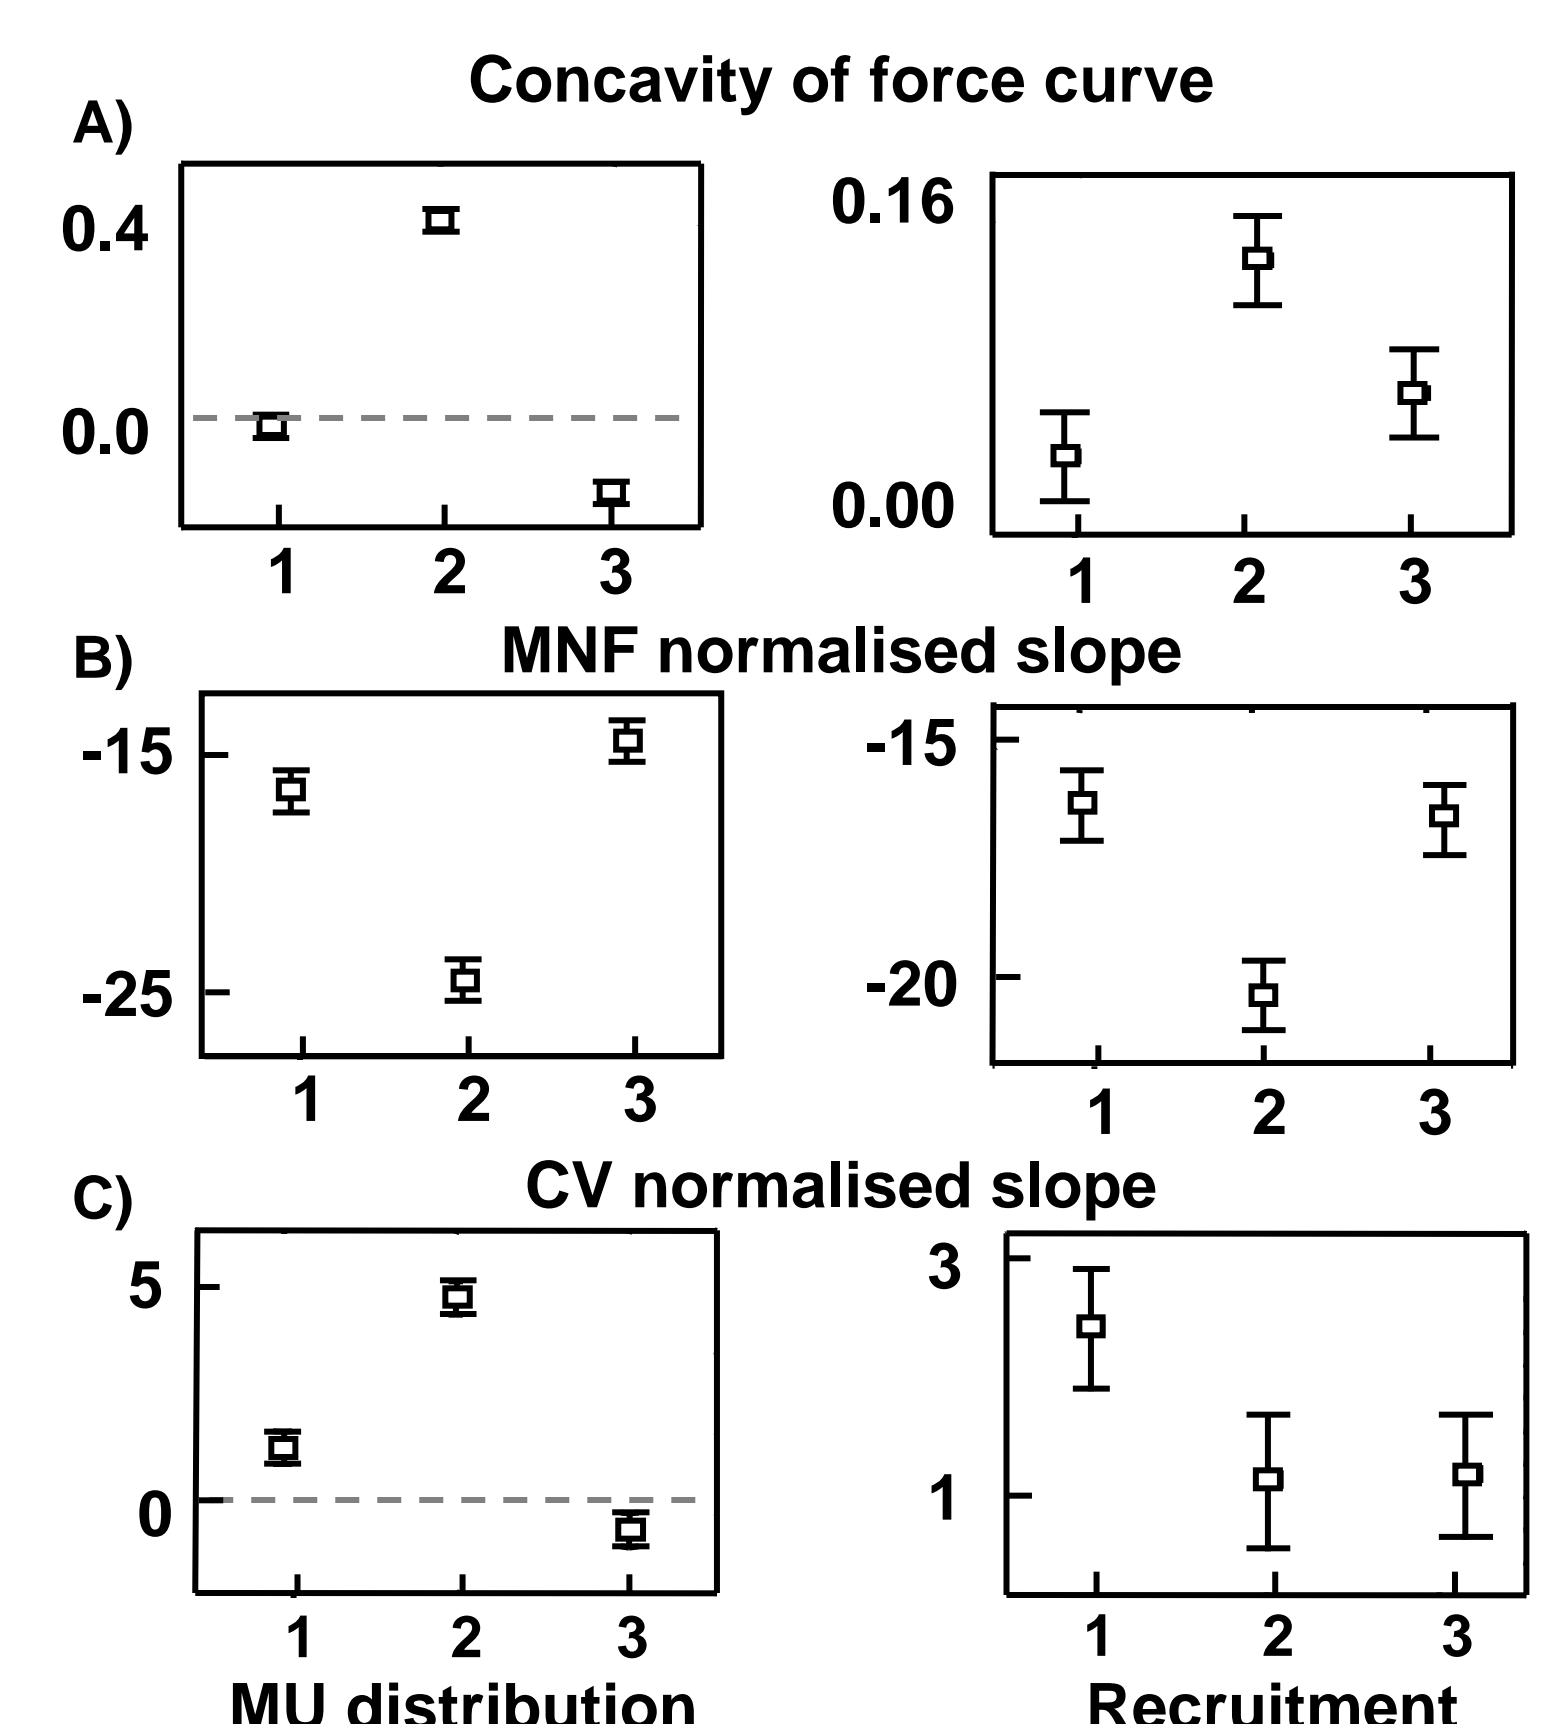 Concavity of force curve
A)
0.4
0.0
1 2 3
0.16
0.00
1 2 3
MNF normalised slope
B)
-15
-25
1 2 3
-15
-20
1 2 3
CV normalised slope
C)
5
0
1 2 3
3
1
1 2 3
MU distribution
Recruitment